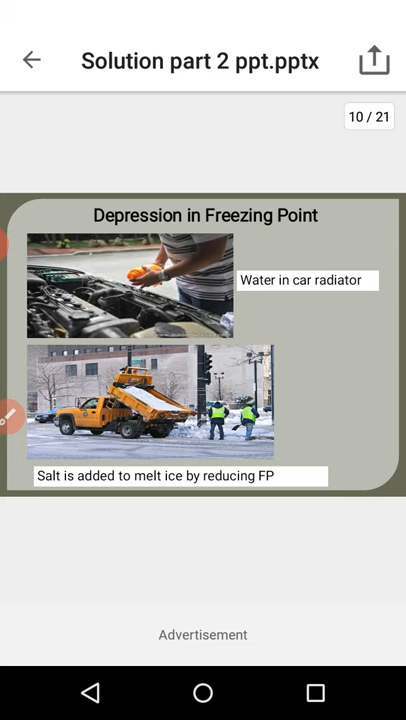 Solution part 2 ppt.pptx
10 / 21
Depression in Freezing Point
Water in car radiator
Salt is added to melt ice by reducing FP
Advertisement